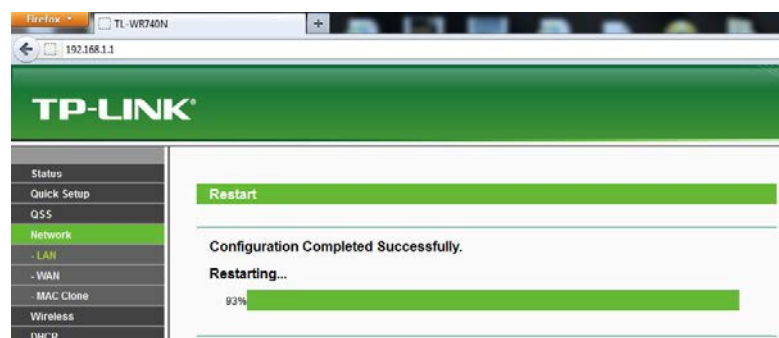 Firefox
TL-WR740N
+
192.168.1.1
TP-LINK®
Status
Quick Setup
QSS
Network
- LAN
- WAN
- MAC Clone
Wireless
DHCP
Restart
Configuration Completed Successfully.
Restarting...
93%